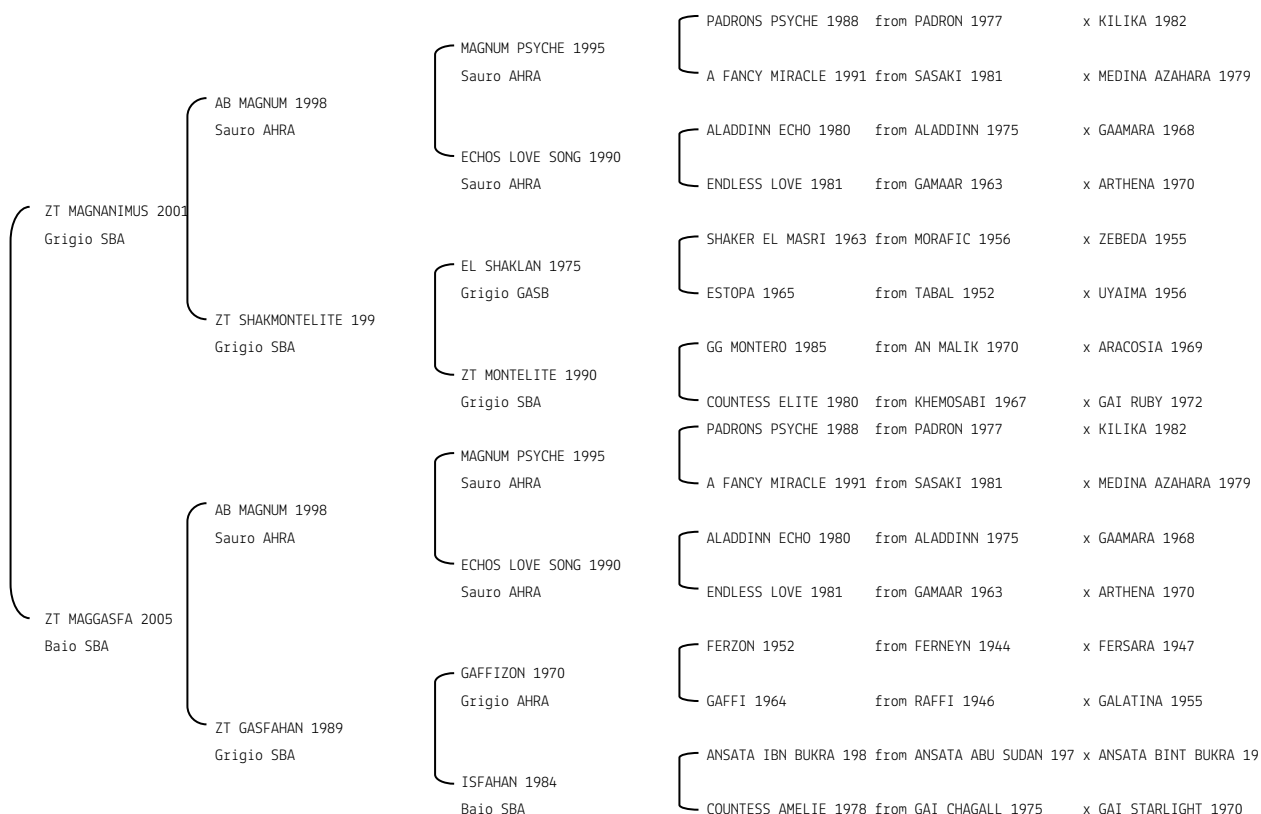 PADRONS PSYCHE 1988 from PADRON 1977 x KILIKA 1982
MAGNUM PSYCHE 1995
Sauro AHRA
A FANCY MIRACLE 1991 from SASAKI 1981 x MEDINA AZAHARA 1979
AB MAGNUM 1998
Sauro AHRA
ALADDINN ECHO 1980 from ALADDINN 1975 x GAAMARA 1968
ECHOS LOVE SONG 1990
Sauro AHRA
ENDLESS LOVE 1981 from GAMAAR 1963 x ARTHENA 1970
ZT MAGNANIMUS 2001
Grigio SBA
SHAKER EL MASRI 1963 from MORAFIC 1956 x ZEBEDA 1955
EL SHAKLAN 1975
Grigio GASB
ESTOPA 1965 from TABAL 1952 x UYAIMA 1956
ZT SHAKMONTELITE 199
Grigio SBA
GG MONTERO 1985 from AN MALIK 1970 x ARACOSIA 1969
ZT MONTELITE 1990
Grigio SBA
COUNTESS ELITE 1980 from KHEMOSABI 1967 x GAI RUBY 1972
PADRONS PSYCHE 1988 from PADRON 1977 x KILIKA 1982
MAGNUM PSYCHE 1995
Sauro AHRA
A FANCY MIRACLE 1991 from SASAKI 1981 x MEDINA AZAHARA 1979
AB MAGNUM 1998
Sauro AHRA
ALADDINN ECHO 1980 from ALADDINN 1975 x GAAMARA 1968
ECHOS LOVE SONG 1990
Sauro AHRA
ENDLESS LOVE 1981 from GAMAAR 1963 x ARTHENA 1970
ZT MAGGASFA 2005
Baio SBA
FERZON 1952 from FERNEYN 1944 x FERSARA 1947
GAFFIZON 1970
Grigio AHRA
GAFFI 1964 from RAFFI 1946 x GALATINA 1955
ZT GASFAHAN 1989
Grigio SBA
ANSATA IBN BUKRA 198 from ANSATA ABU SUDAN 197 x ANSATA BINT BUKRA 19
ISFAHAN 1984
Baio SBA
COUNTESS AMELIE 1978 from GAI CHAGALL 1975 x GAI STARLIGHT 1970